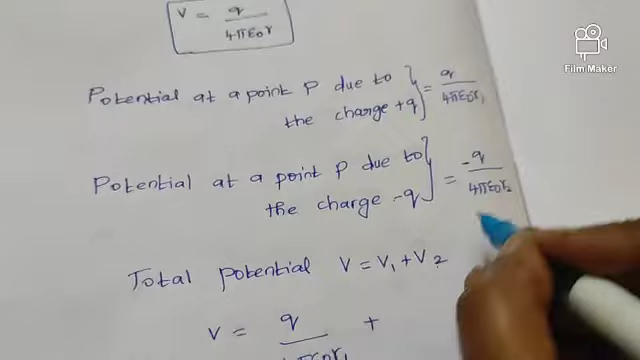 V = q / 4πε₀r
Film Maker
Potential at a point P due to the charge +q } = q / 4πε₀r₁
Potential at a point P due to the charge -q } = -q / 4πε₀r₂
Total potential V = V₁ + V₂
V = q / 4πε₀r₁ +